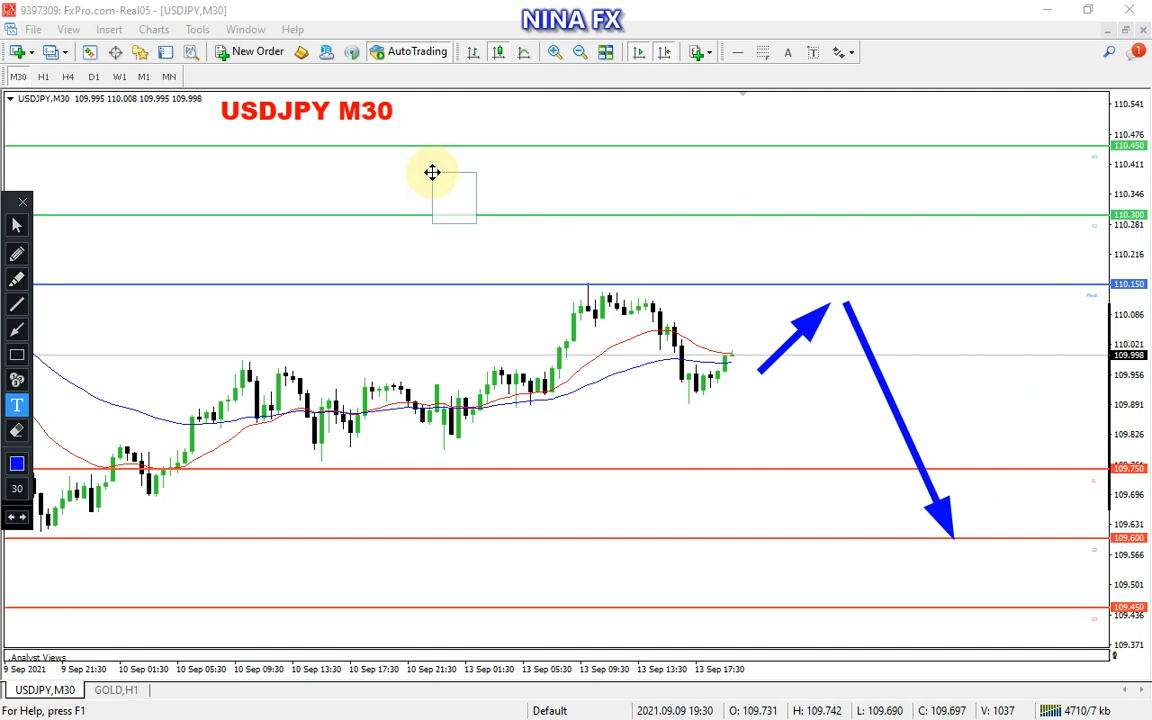 9397309: FxPro.com-Real05 - [USDJPY,M30]
NINA FX
File View Insert Charts Tools Window Help
New Order AutoTrading 1
M30 H1 H4 D1 W1 M1 MN
USDJPY,M30 109.995 110.008 109.995 109.998
USDJPY M30
110.541
110.476
110.450
110.411
110.346
110.300
110.281
110.216
110.150
Pivot
110.086
110.021
109.998
109.956
109.891
109.826
109.750
109.696
109.631
109.600
109.566
109.501
109.450
109.436
109.371
T
30
Analyst Views
9 Sep 2021 9 Sep 21:30 10 Sep 01:30 10 Sep 05:30 10 Sep 09:30 10 Sep 13:30 10 Sep 17:30 10 Sep 21:30 13 Sep 01:30 13 Sep 05:30 13 Sep 09:30 13 Sep 13:30 13 Sep 17:30
USDJPY,M30 GOLD,H1
For Help, press F1 Default 2021.09.09 19:30 O: 109.731 H: 109.742 L: 109.690 C: 109.697 V: 1037 4710/7 kb